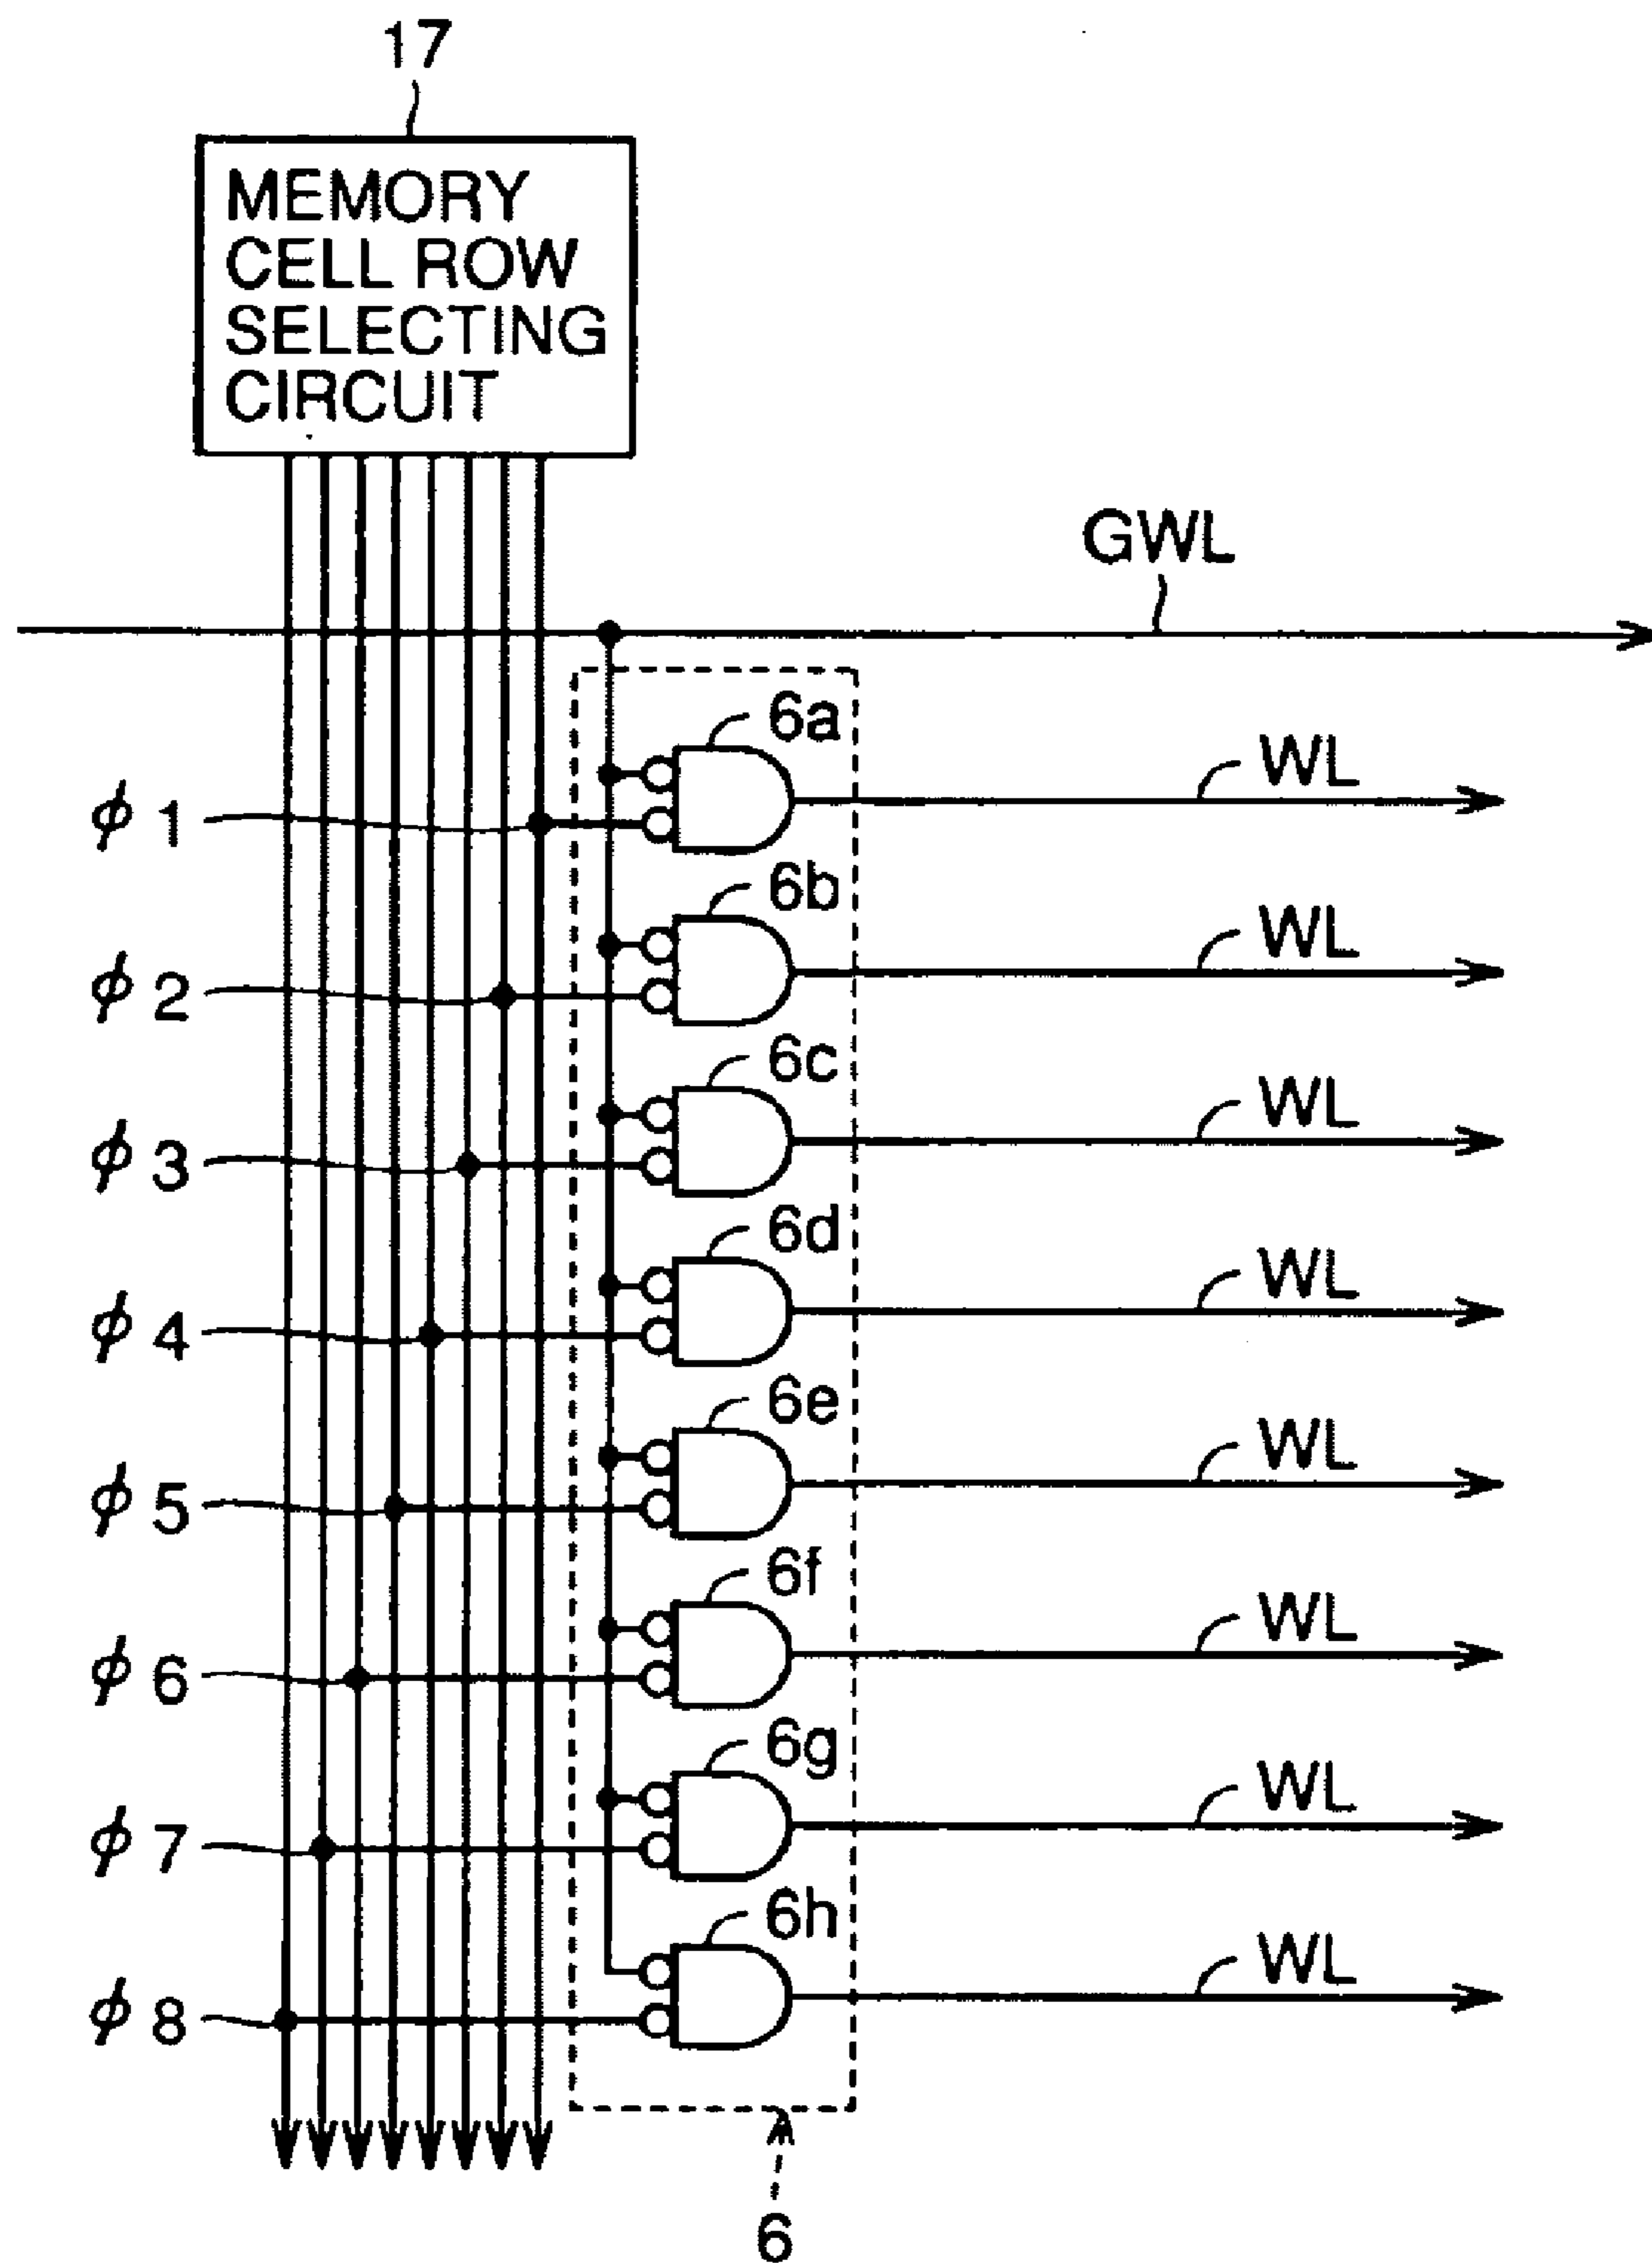 17
MEMORY
CELL ROW
SELECTING
CIRCUIT
GWL
6a
WL
ϕ 1
6b
WL
ϕ 2
6c
WL
ϕ 3
6d
WL
ϕ 4
6e
WL
ϕ 5
6f
WL
ϕ 6
6g
WL
ϕ 7
6h
WL
ϕ 8
6